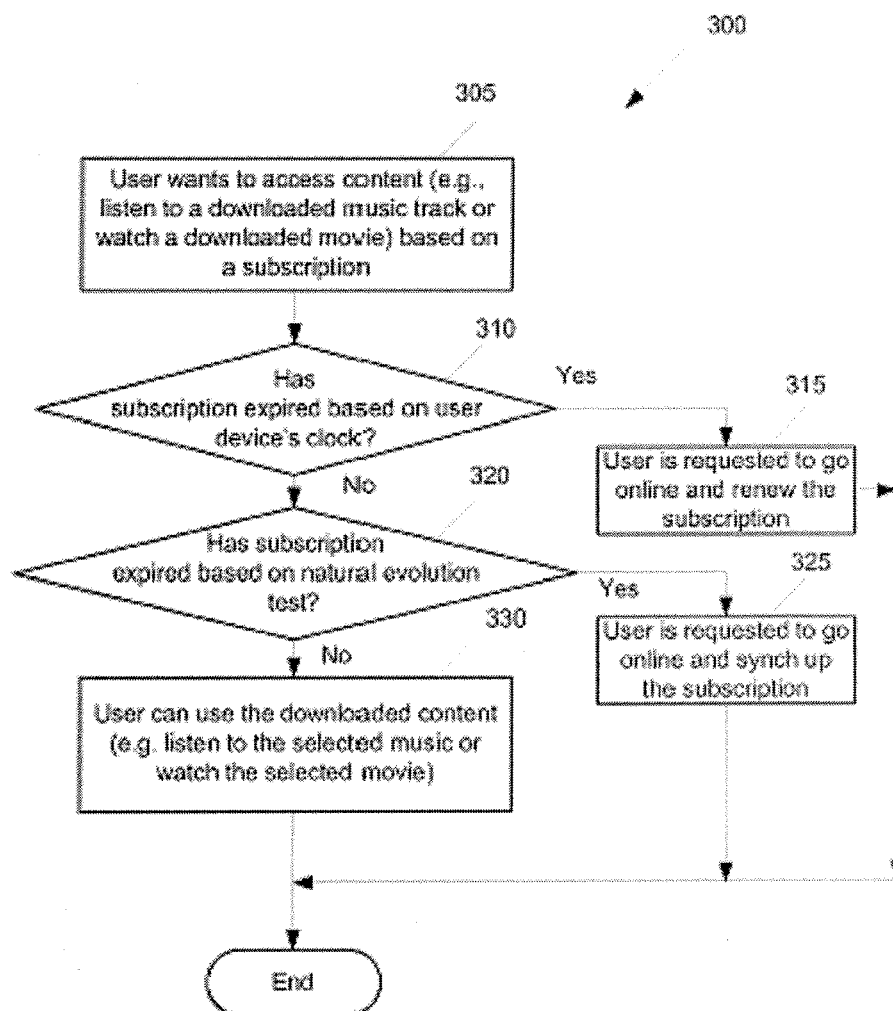 300
305
User wants to access content (e.g.,
listen to a downloaded music track or
watch a downloaded movie) based on
a subscription
310
Has
subscription expired based on user
device's clock?
Yes
315
User is requested to go
online and renew the
subscription
No
320
Has subscription
expired based on natural evolution
test?
Yes
325
User is requested to go
online and synch up
the subscription
No
330
User can use the downloaded content
(e.g. listen to the selected music or
watch the selected movie)
End